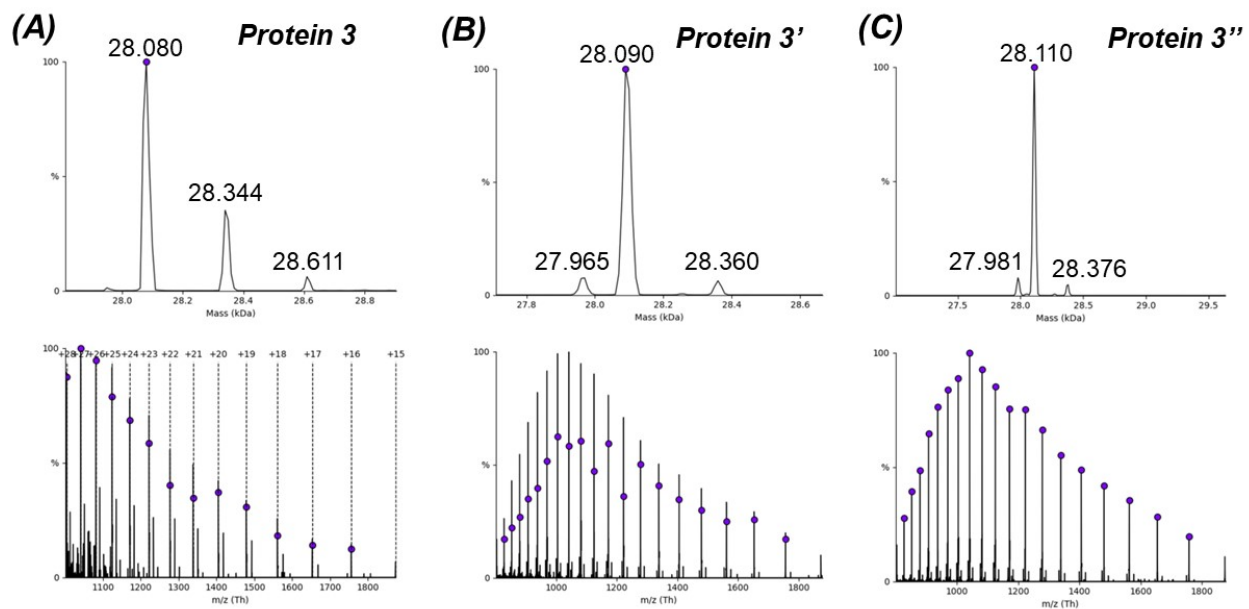 (A) Protein 3
28.080
100
28.344
%
28.611
0
28.0 28.2 28.4 28.6 28.8
Mass (kDa)
(B) Protein 3’
28.090
100
%
27.965
28.360
0
27.8 28.0 28.2 28.4 28.6
Mass (kDa)
(C) Protein 3’’
28.110
100
%
27.981
28.376
0
27.5 28.0 28.5 29.0 29.5
Mass (kDa)
100
+28 +27 +26 +25 +24 +23 +22 +21 +20 +19 +18 +17 +16 +15
%
0
1100 1200 1300 1400 1500 1600 1700 1800
m/z (Th)
100
%
0
1000 1200 1400 1600 1800
m/z (Th)
100
%
0
1000 1200 1400 1600 1800
m/z (Th)